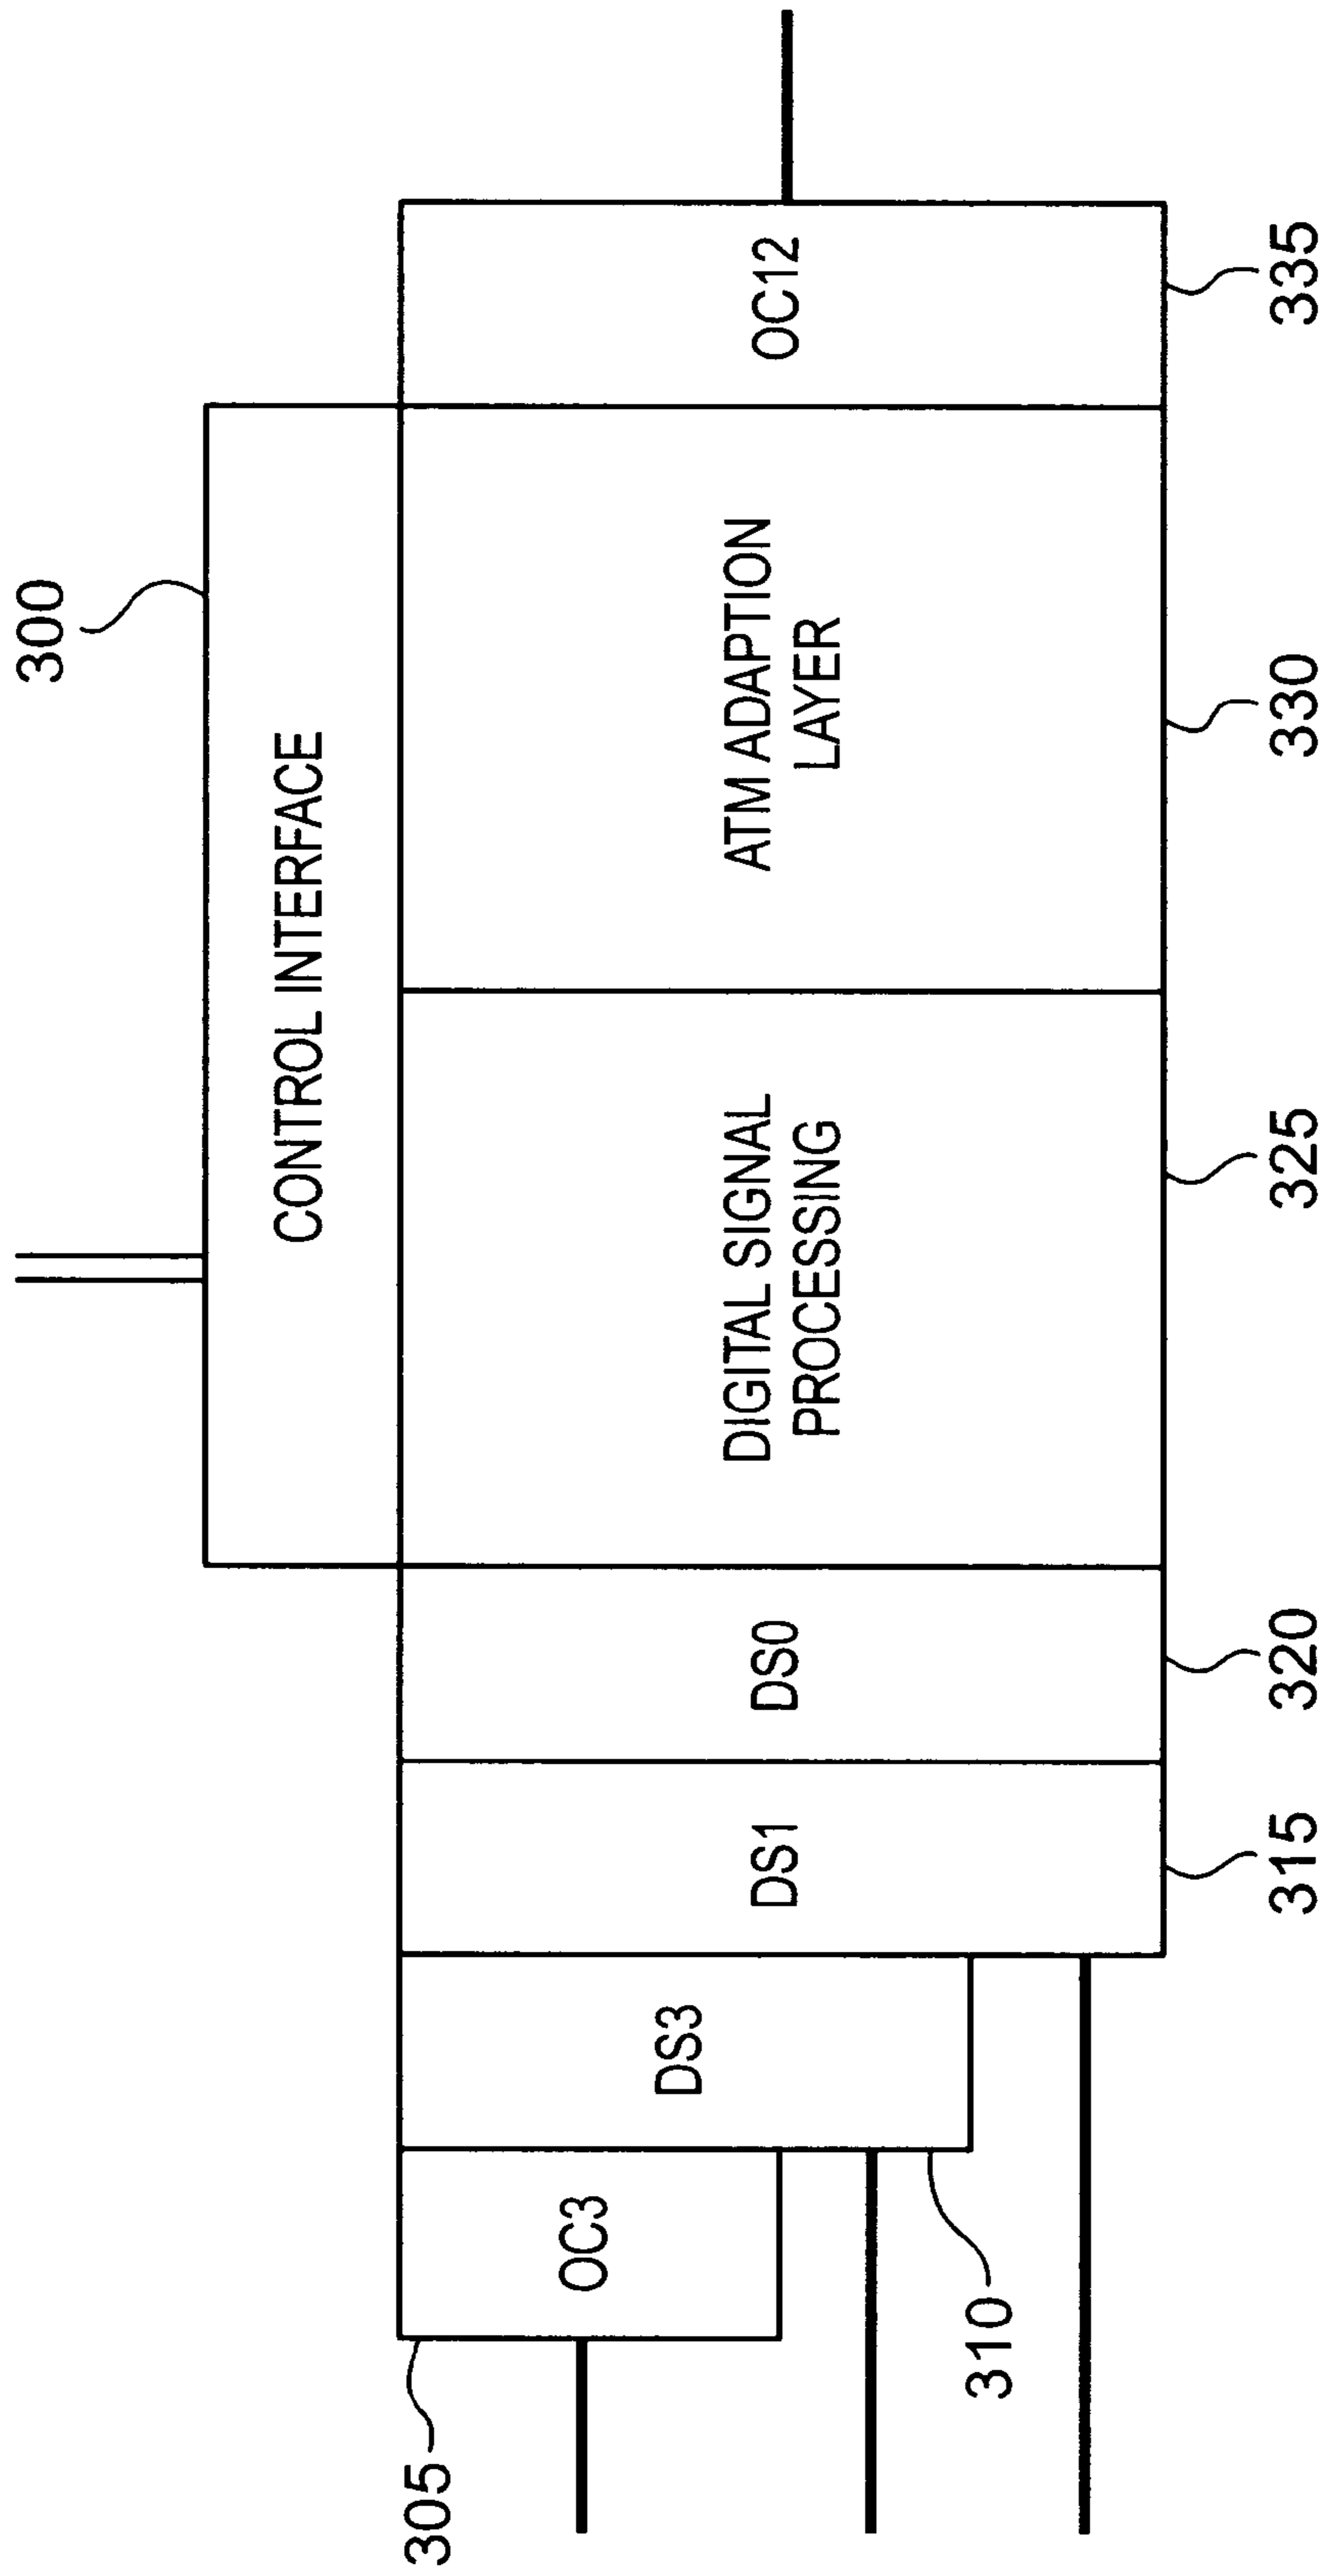 300
CONTROL INTERFACE
305
OC3
DS3
310
DS1
DS0
DIGITAL SIGNAL
PROCESSING
ATM ADAPTION
LAYER
OC12
315
320
325
330
335